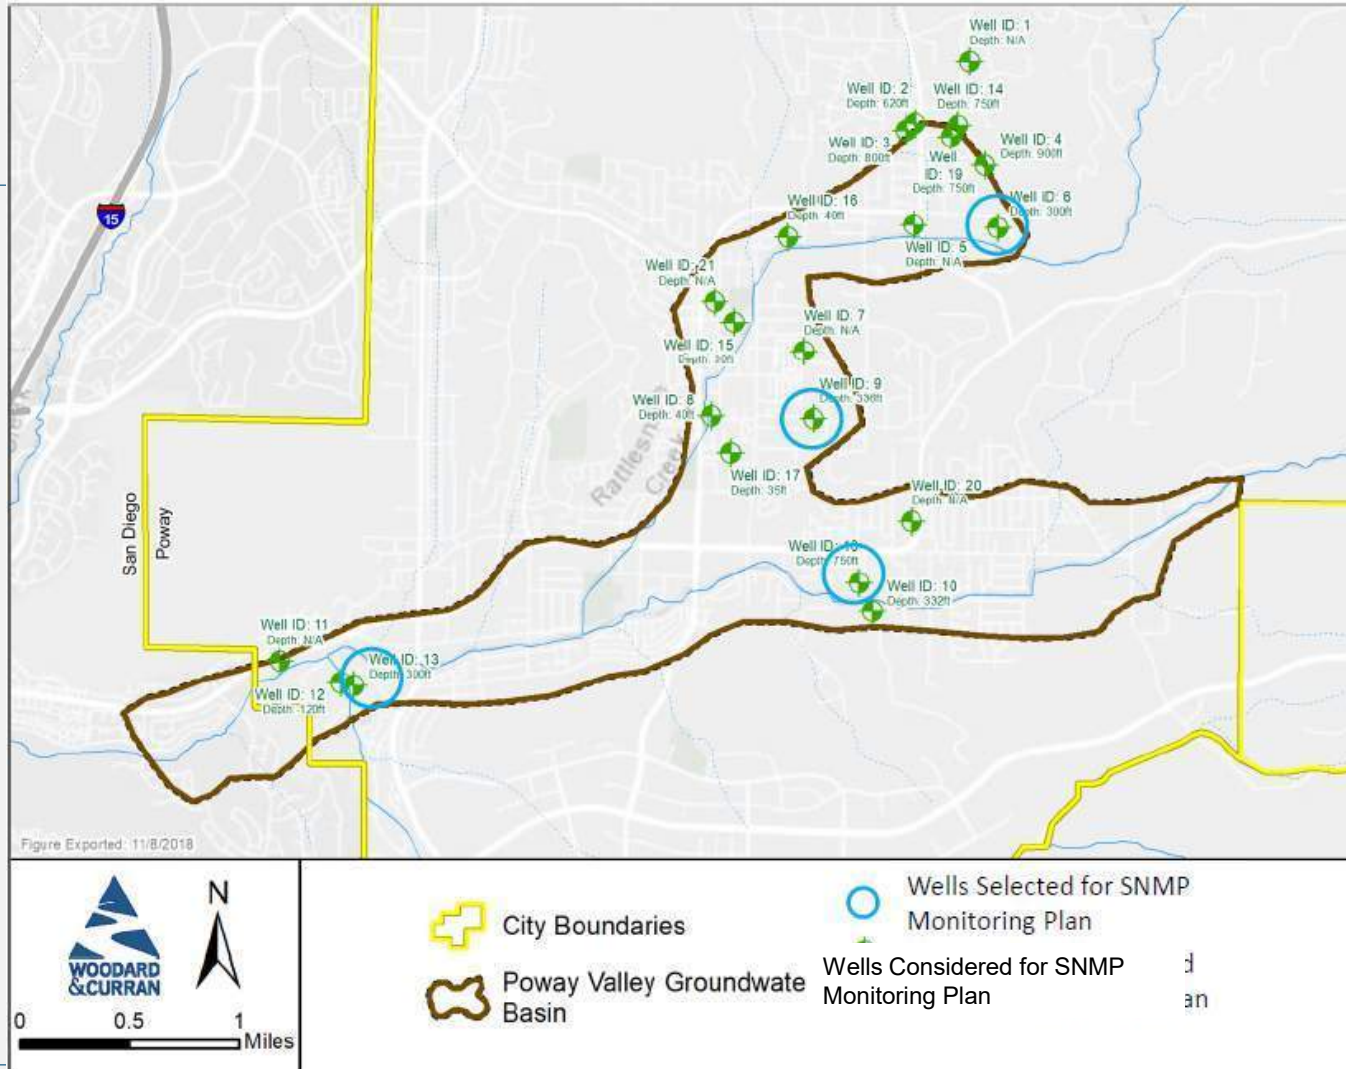 Well ID: 1
Depth: N/A
Well ID: 2
Depth: 620ft
Well ID: 14
Depth: 750ft
Well ID: 3
Depth: 800ft
Well
ID: 19
Depth: 750ft
Well ID: 4
Depth: 900ft
Well ID: 16
Depth: 40ft
Well ID: 6
Depth: 300ft
Well ID: 5
Depth: N/A
15
Well ID: 21
Depth: N/A
Well ID: 15
Well ID: 7
Depth: N/A
Well ID: 9
Depth: 336ft
Well ID: 8
Depth: 40ft
Rattlesn
Creek
Well ID: 17
Depth: 35ft
Well ID: 20
Depth: N/A
San Diego
Poway
Well ID:
Depth: 750ft
Well ID: 10
Depth: 332ft
Well ID: 11
Depth: N/A
Well ID: 13
Depth: 300ft
Well ID: 12
Depth: 120ft
Figure Exported: 11/8/2018
WOODARD
&CURRAN
N
0 0.5 1
Miles
City Boundaries
Poway Valley Groundwate
Basin
Wells Selected for SNMP
Monitoring Plan
Wells Considered for SNMP
Monitoring Plan
d
an